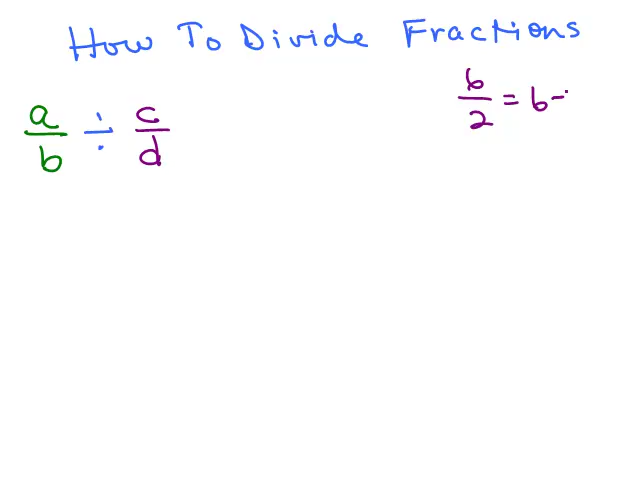 How To Divide Fractions
a/b ÷ c/d
6/2 = 6 ÷